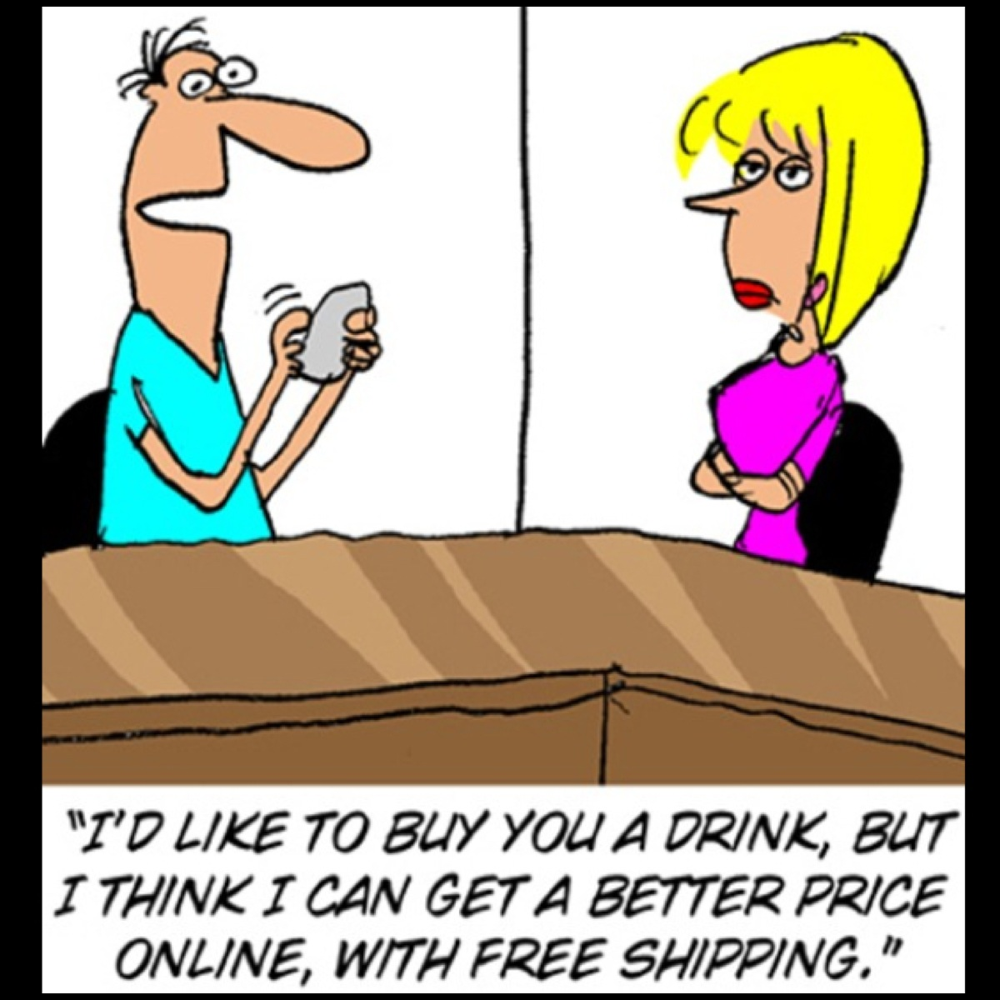 "I'D LIKE TO BUY YOU A DRINK, BUT
I THINK I CAN GET A BETTER PRICE
ONLINE, WITH FREE SHIPPING."